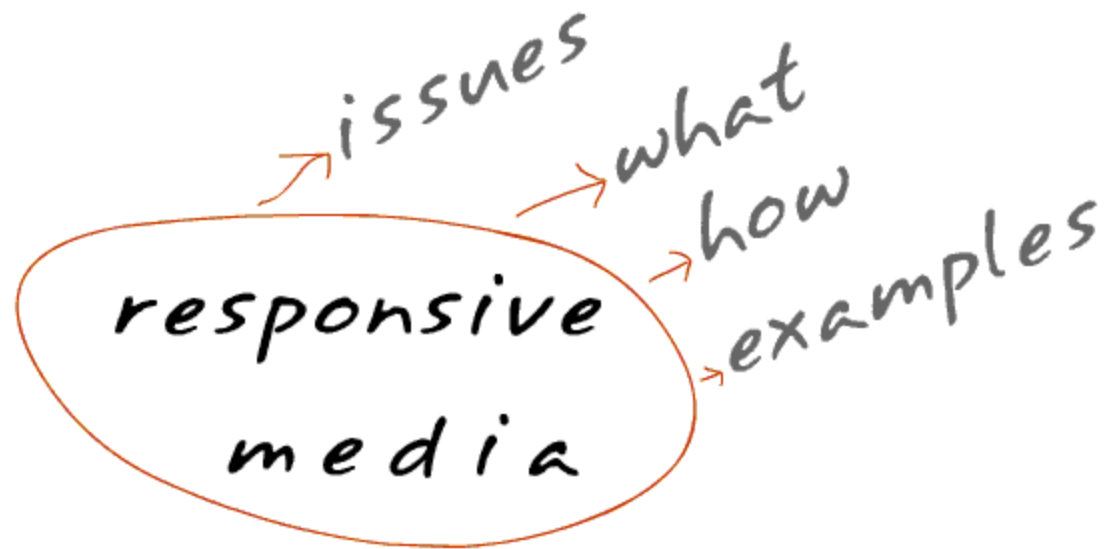 issues
what
how
examples
responsive
media